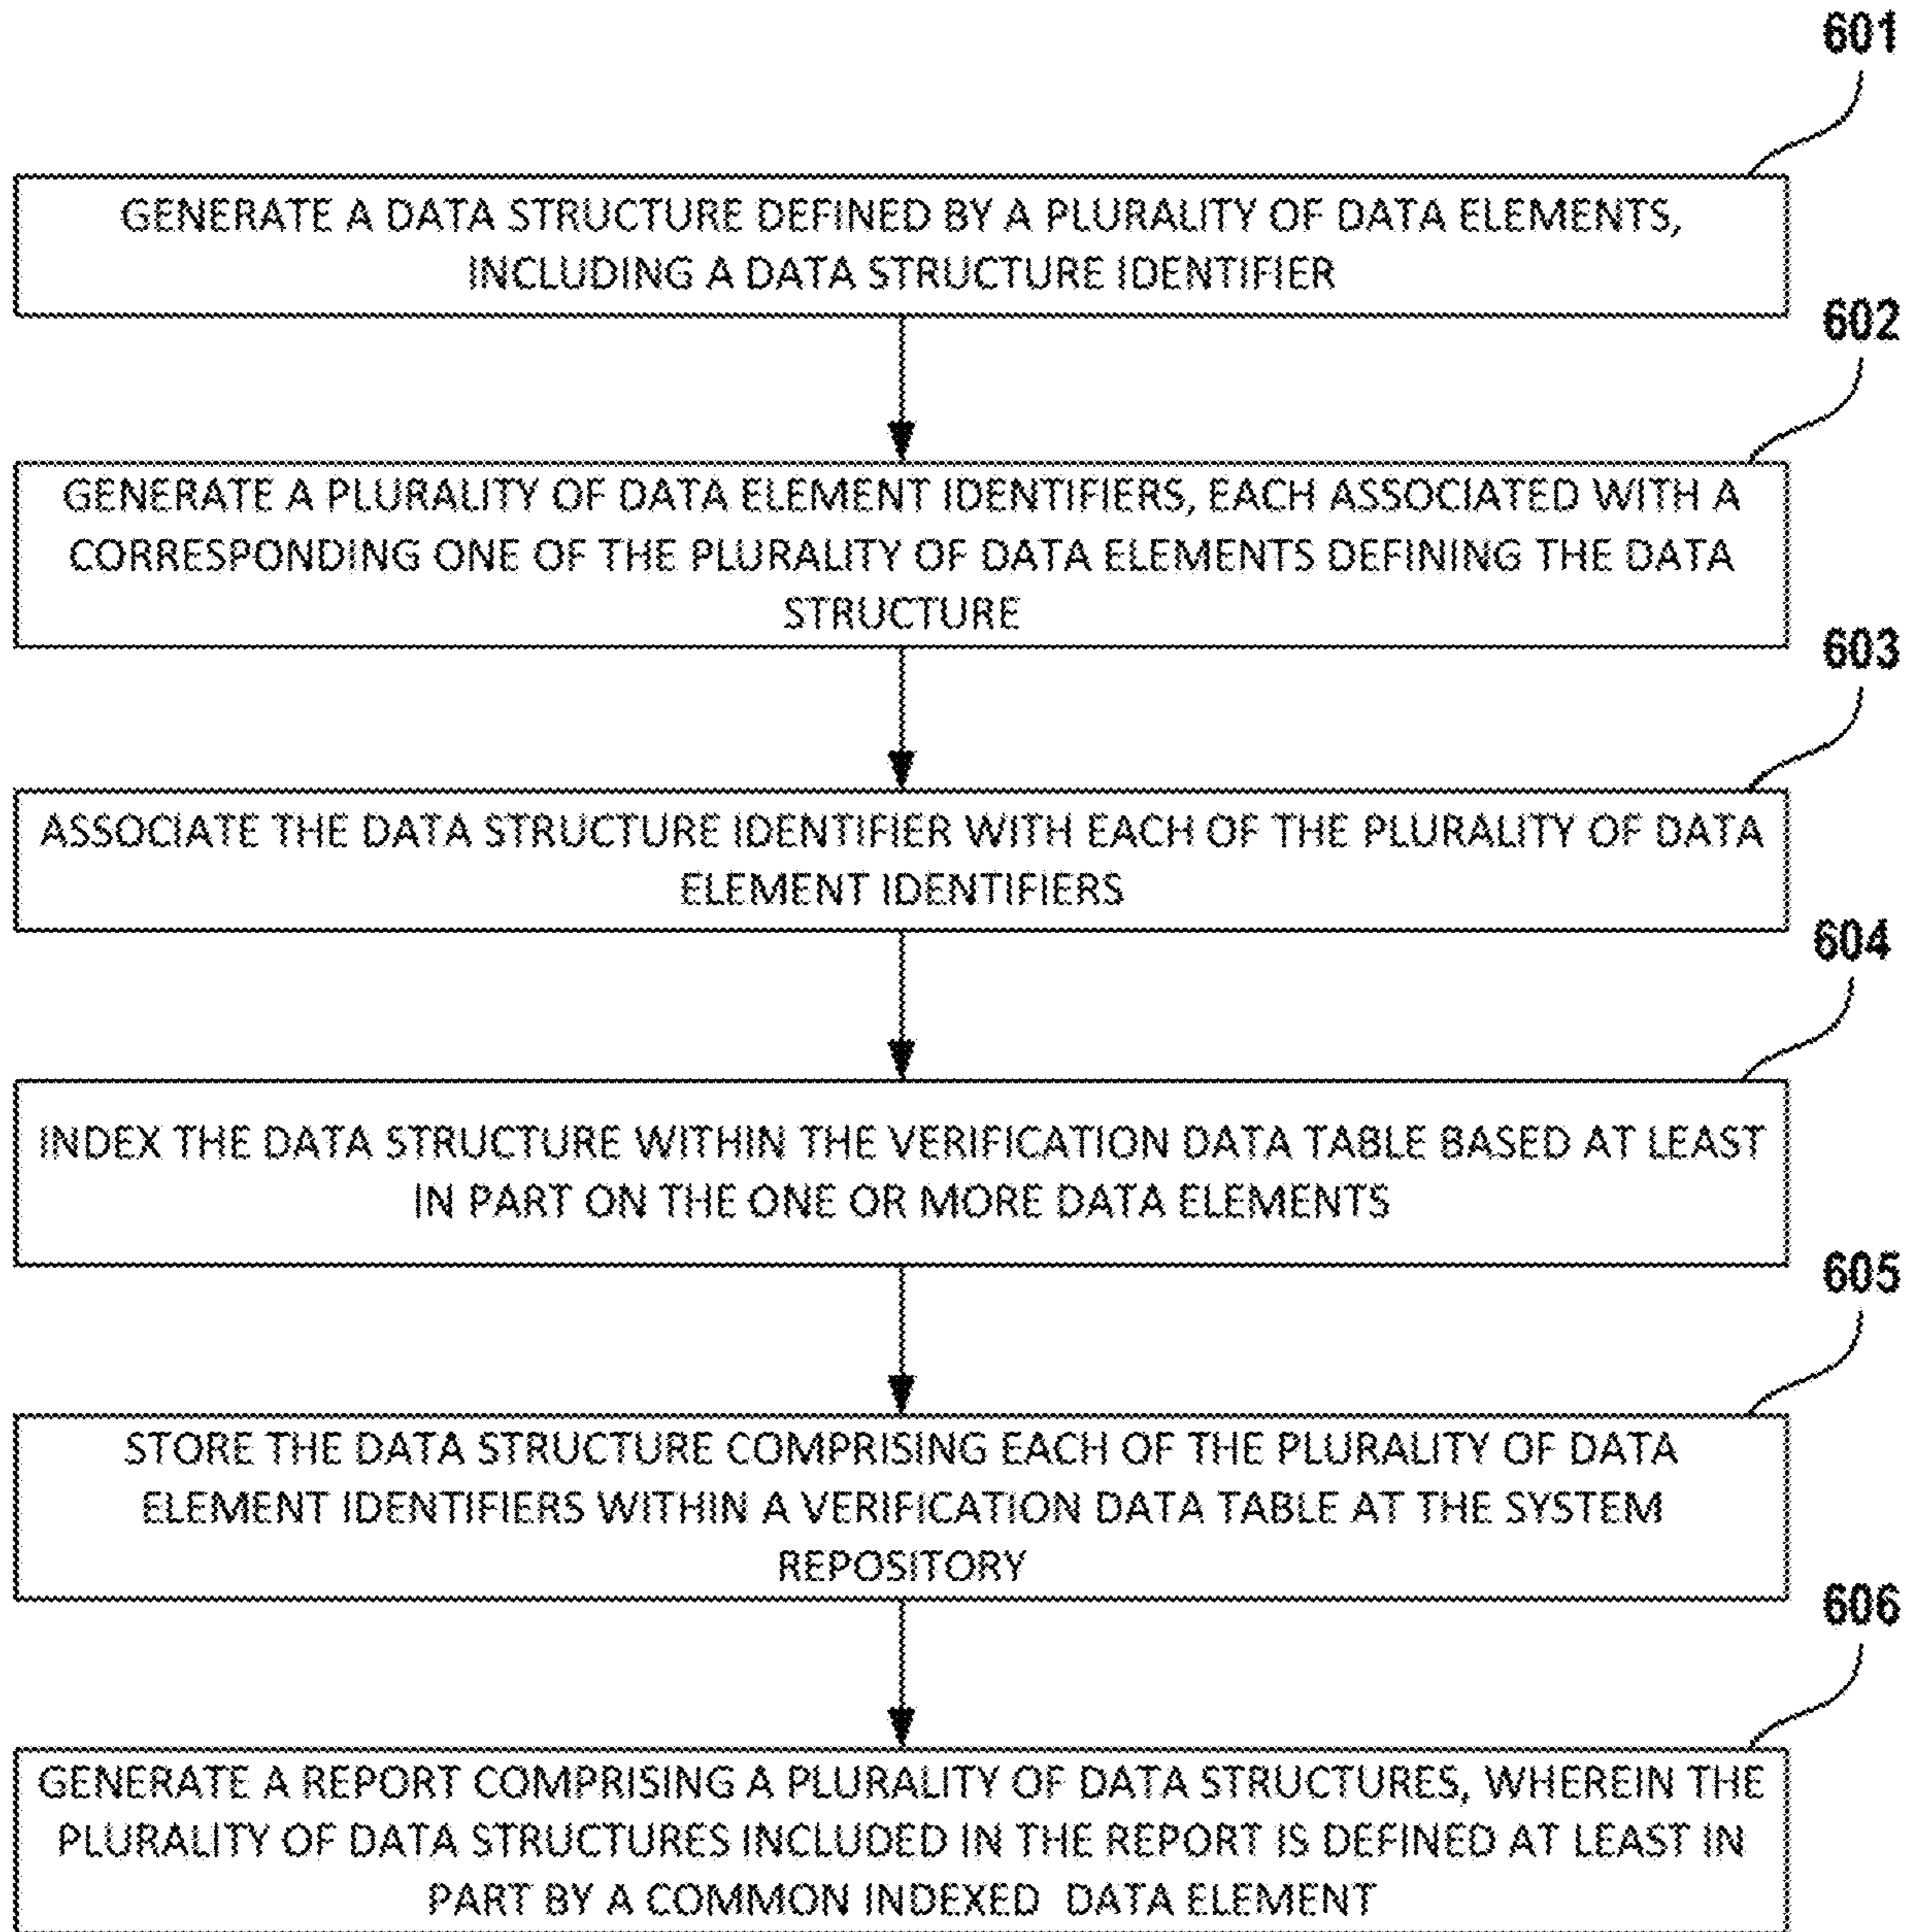 601
GENERATE A DATA STRUCTURE DEFINED BY A PLURALITY OF DATA ELEMENTS,
INCLUDING A DATA STRUCTURE IDENTIFIER
602
GENERATE A PLURALITY OF DATA ELEMENT IDENTIFIERS, EACH ASSOCIATED WITH A
CORRESPONDING ONE OF THE PLURALITY OF DATA ELEMENTS DEFINING THE DATA
STRUCTURE
603
ASSOCIATE THE DATA STRUCTURE IDENTIFIER WITH EACH OF THE PLURALITY OF DATA
ELEMENT IDENTIFIERS
604
INDEX THE DATA STRUCTURE WITHIN THE VERIFICATION DATA TABLE BASED AT LEAST
IN PART ON THE ONE OR MORE DATA ELEMENTS
605
STORE THE DATA STRUCTURE COMPRISING EACH OF THE PLURALITY OF DATA
ELEMENT IDENTIFIERS WITHIN A VERIFICATION DATA TABLE AT THE SYSTEM
REPOSITORY
606
GENERATE A REPORT COMPRISING A PLURALITY OF DATA STRUCTURES, WHEREIN THE
PLURALITY OF DATA STRUCTURES INCLUDED IN THE REPORT IS DEFINED AT LEAST IN
PART BY A COMMON INDEXED DATA ELEMENT